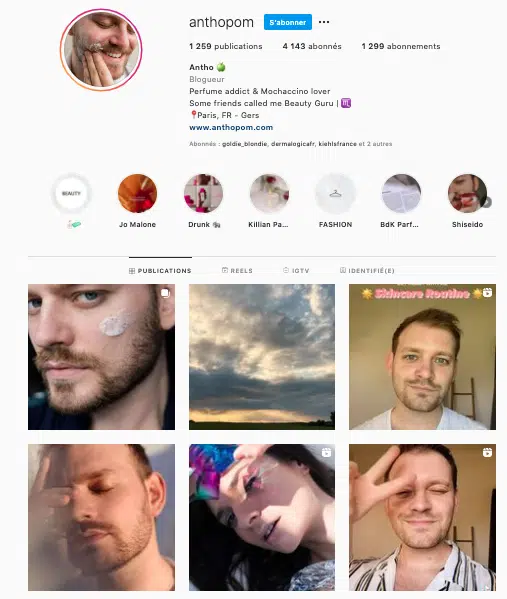 anthopom S'abonner
1 259 publications 4 143 abonnés 1 299 abonnements
Antho 🍏
Blogueur
Perfume addict & Mochaccino lover
Some friends called me Beauty Guru | ♏
📍Paris, FR - Gers
www.anthopom.com
Abonnés : goldie_blondie, dermalogicafr, kiehlsfrance et 2 autres
BEAUTY
Jo Malone Drunk 🐘 Killian Pa... FASHION BdK Parf... Shiseido
PUBLICATIONS REELS IGTV IDENTIFIÉ(E)
Skincare Routine